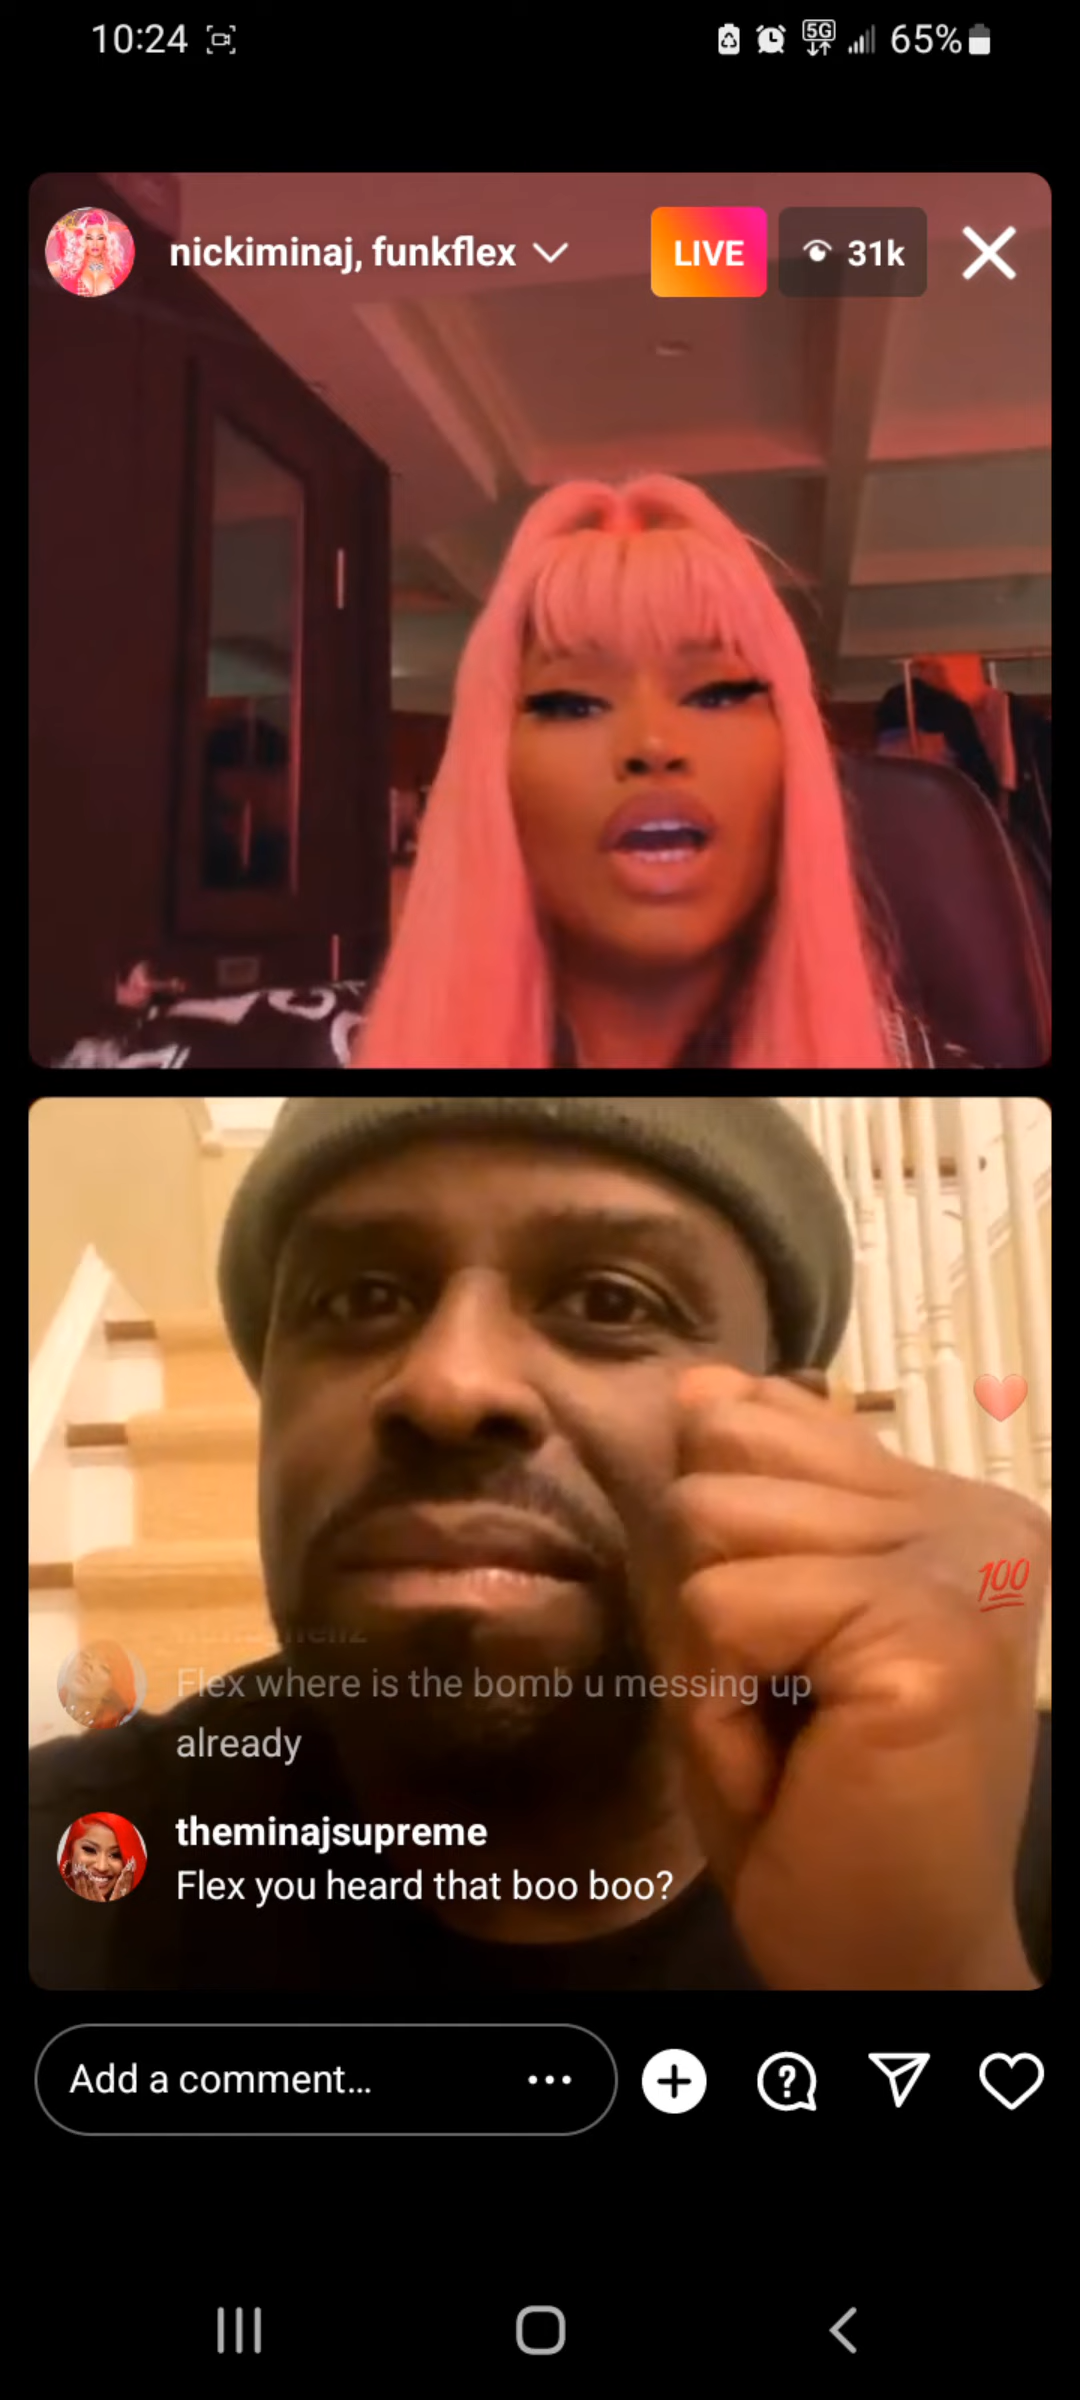 10:24
5G
65%
nickiminaj, funkflex
LIVE
31k
Flex where is the bomb u messing up
already
theminajsupreme
Flex you heard that boo boo?
100
Add a comment...